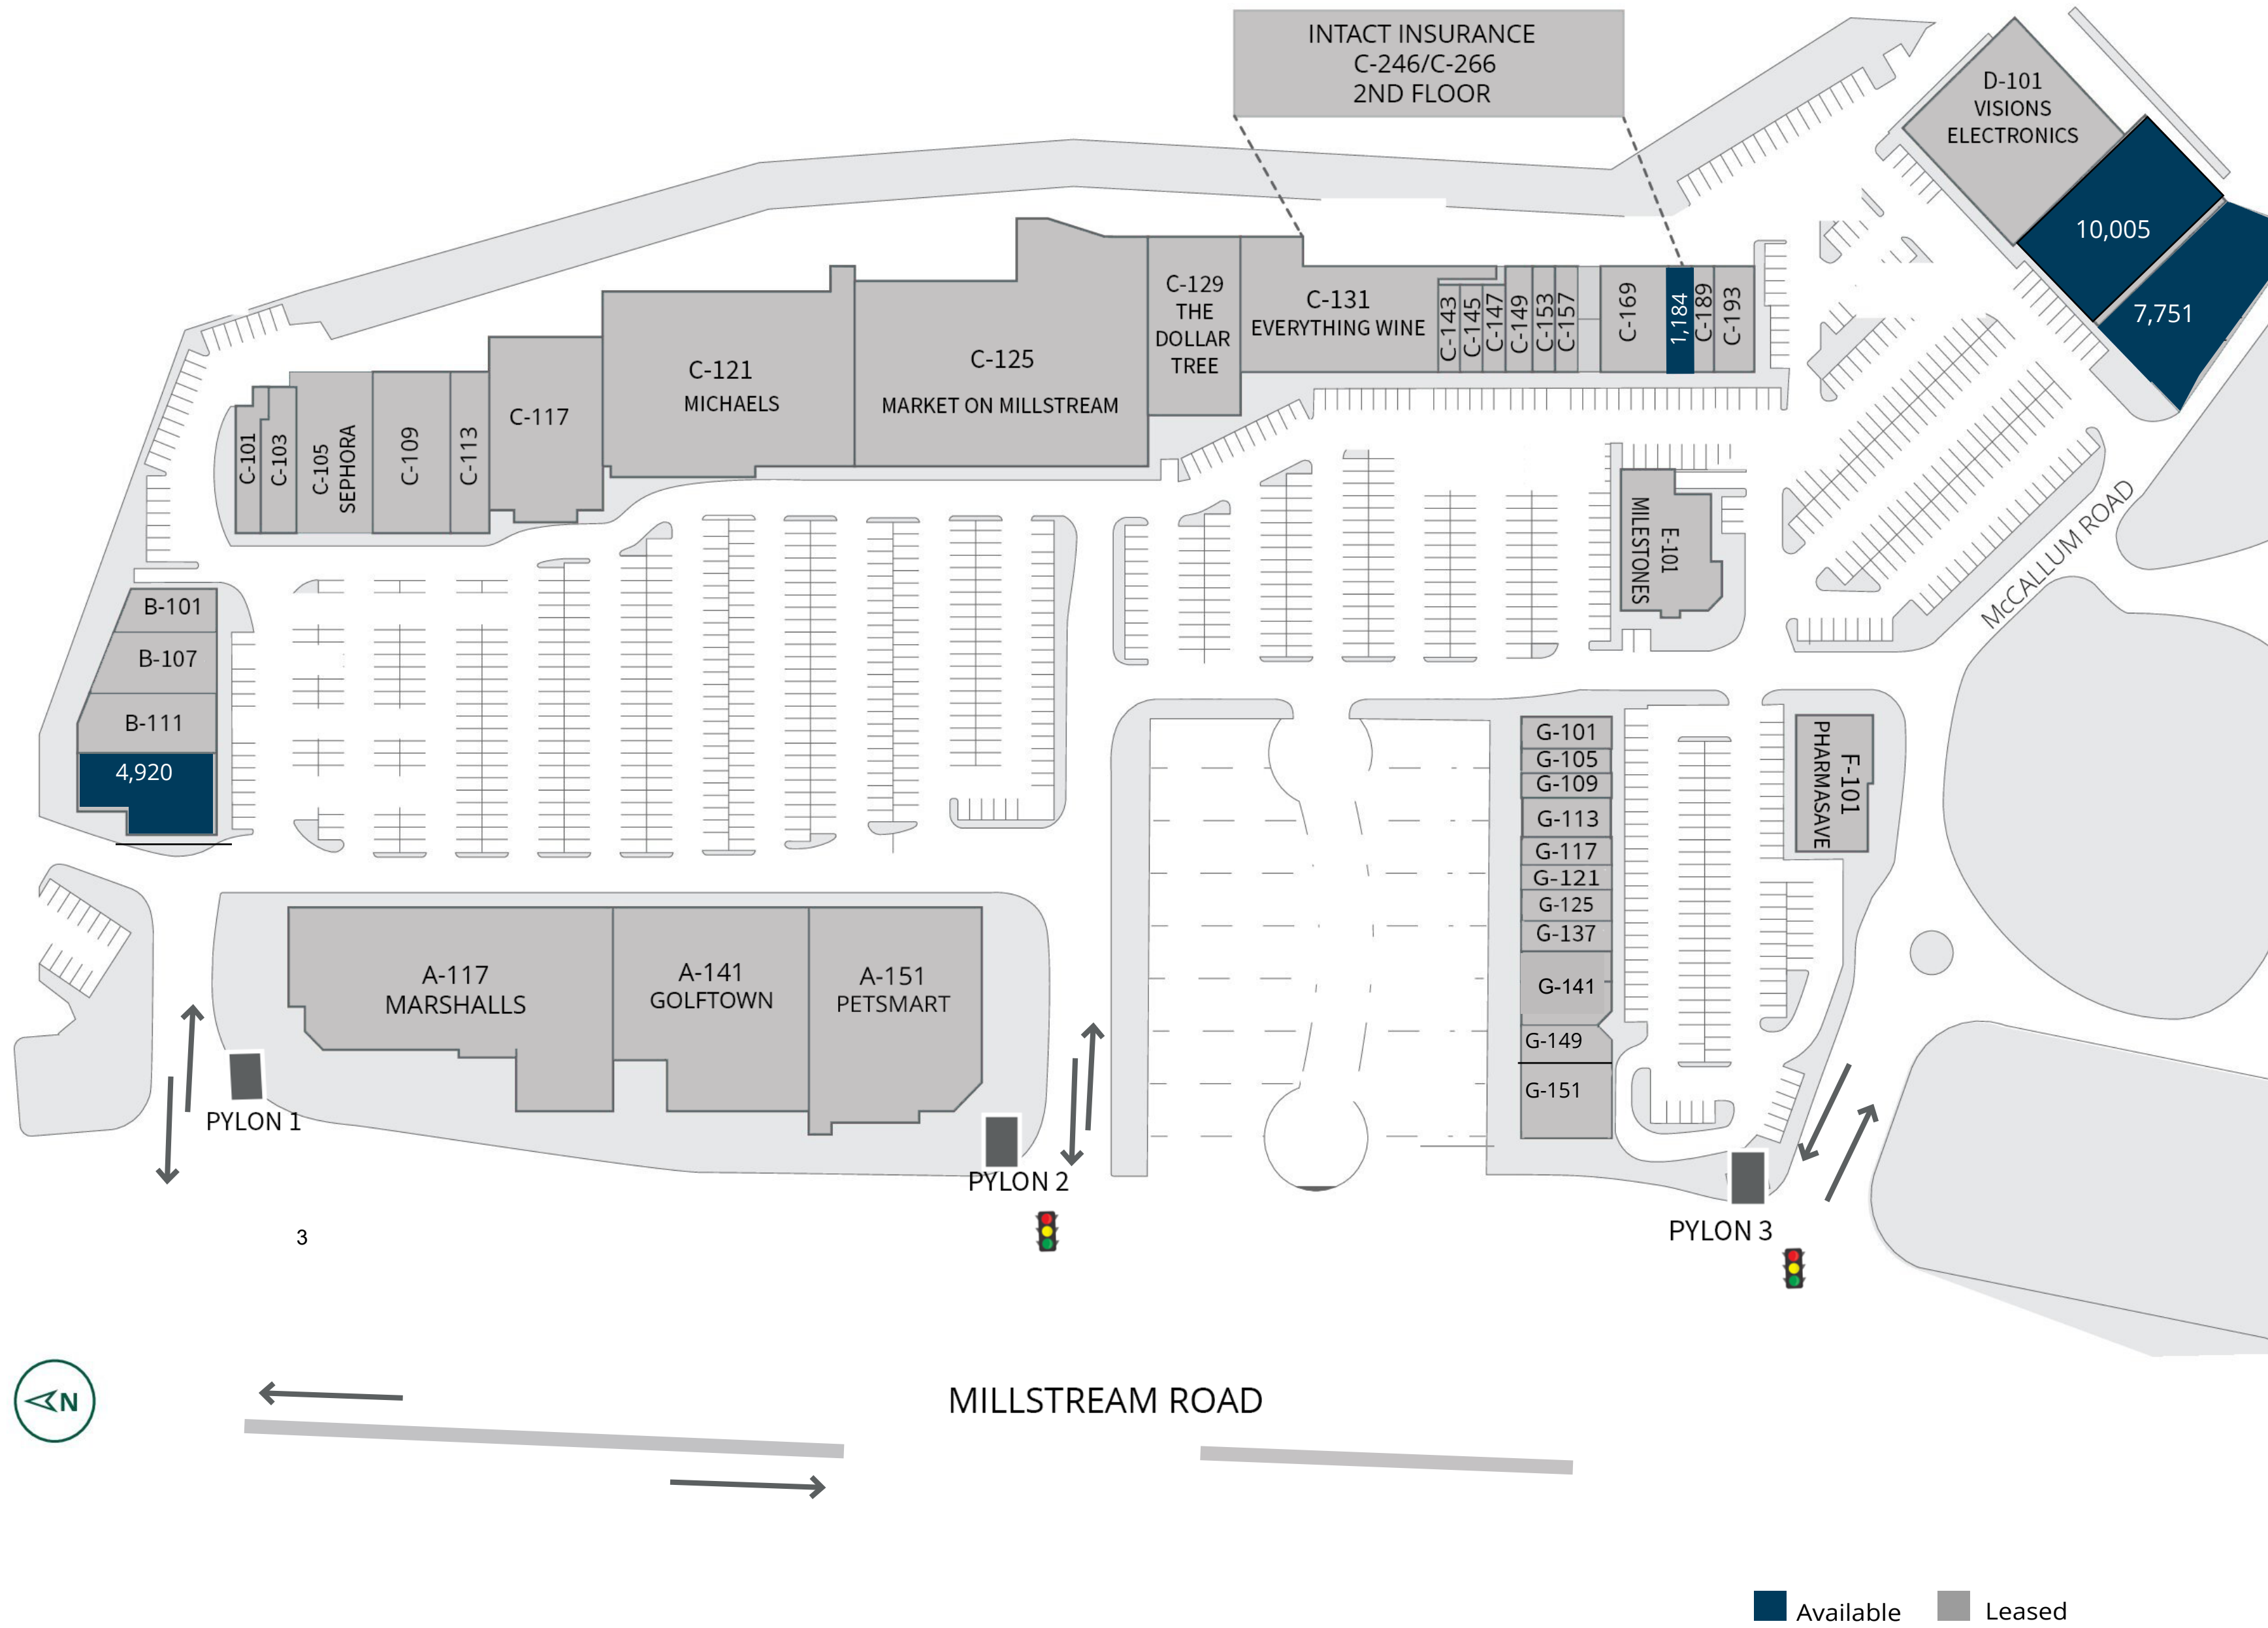 INTACT INSURANCE
C-246/C-266
2ND FLOOR
D-101
VISIONS
ELECTRONICS
10,005
7,751
C-101
C-103
C-105
SEPHORA
C-109
C-113
C-117
C-121
MICHAELS
C-125
MARKET ON MILLSTREAM
C-129
THE
DOLLAR
TREE
C-131
EVERYTHING WINE
C-143
C-145
C-147
C-149
C-153
C-157
C-169
1,184
C-189
C-193
E-101
MILESTONES
McCALLUM ROAD
B-101
B-107
B-111
4,920
G-101
G-105
G-109
G-113
G-117
G-121
G-125
G-137
G-141
G-149
G-151
F-101
PHARMASAVE
A-117
MARSHALLS
A-141
GOLFTOWN
A-151
PETSMART
PYLON 1
PYLON 2
PYLON 3
3
N
MILLSTREAM ROAD
Available
Leased